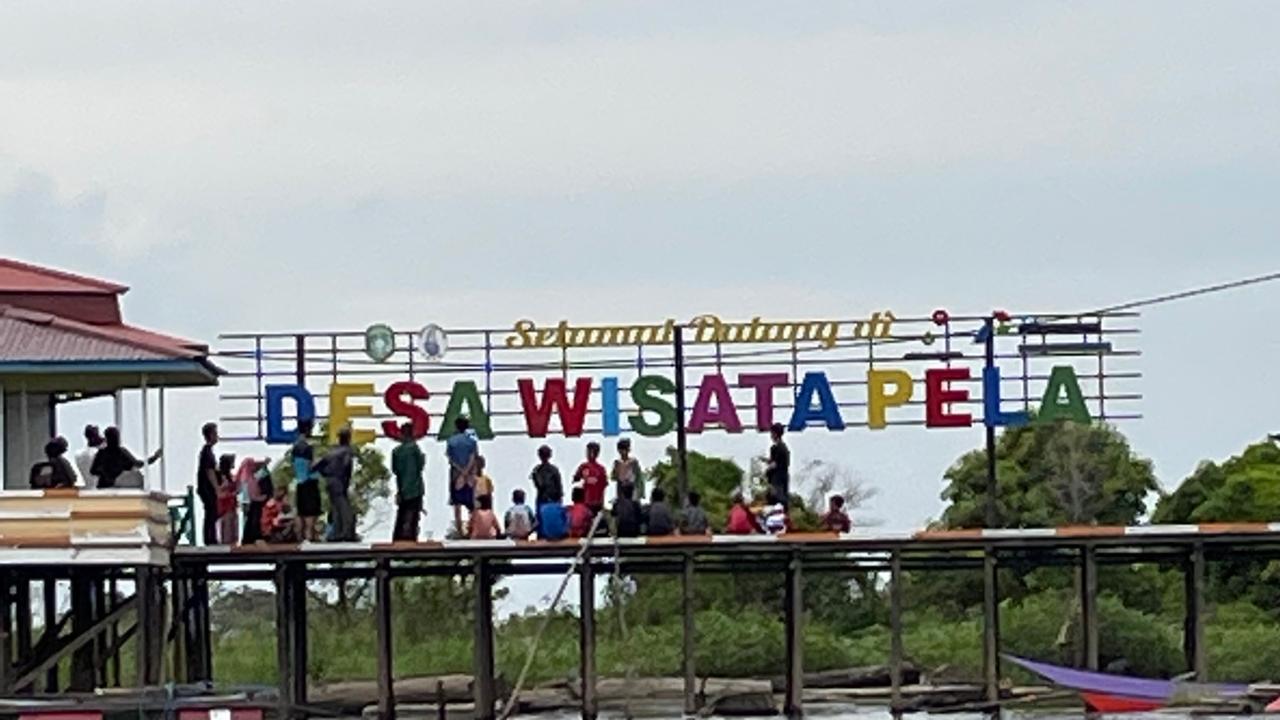 Selamat Datang di
DESA WISATA PELA